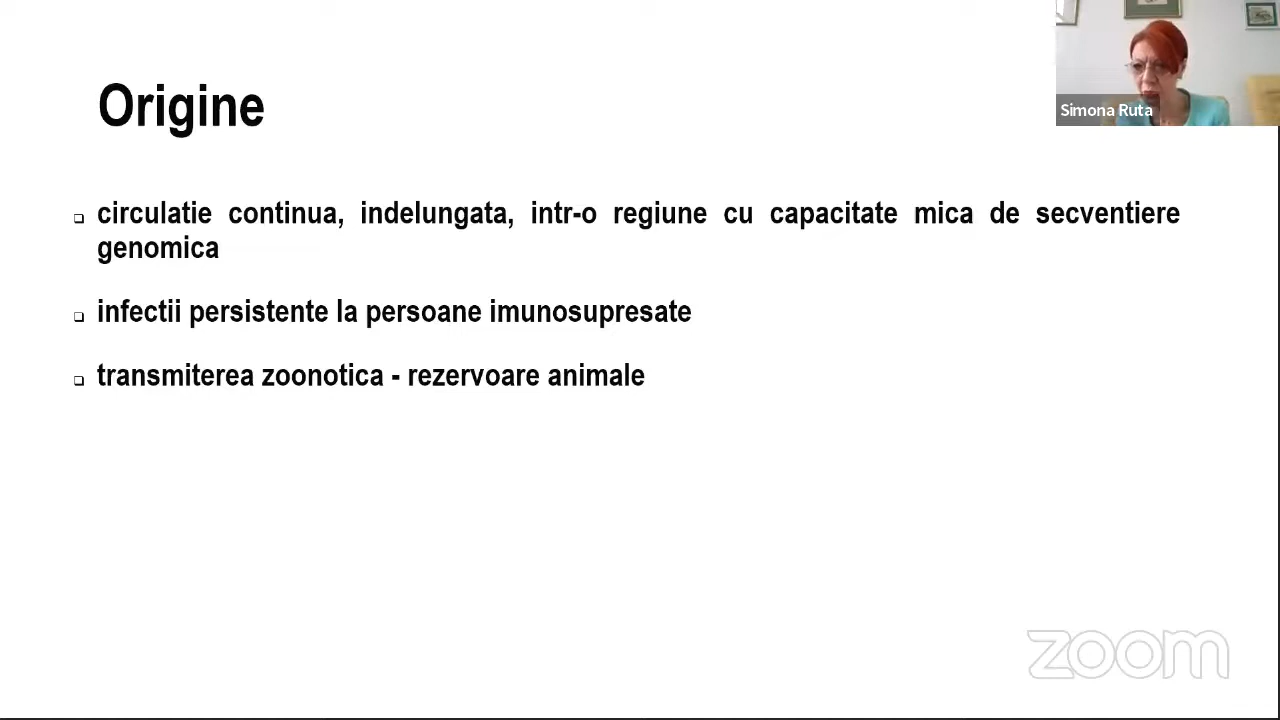 Simona Ruta
Origine
circulatie continua, indelungata, intr-o regiune cu capacitate mica de secventiere
genomica
infectii persistente la persoane imunosupresate
transmiterea zoonotica - rezervoare animale
zoom